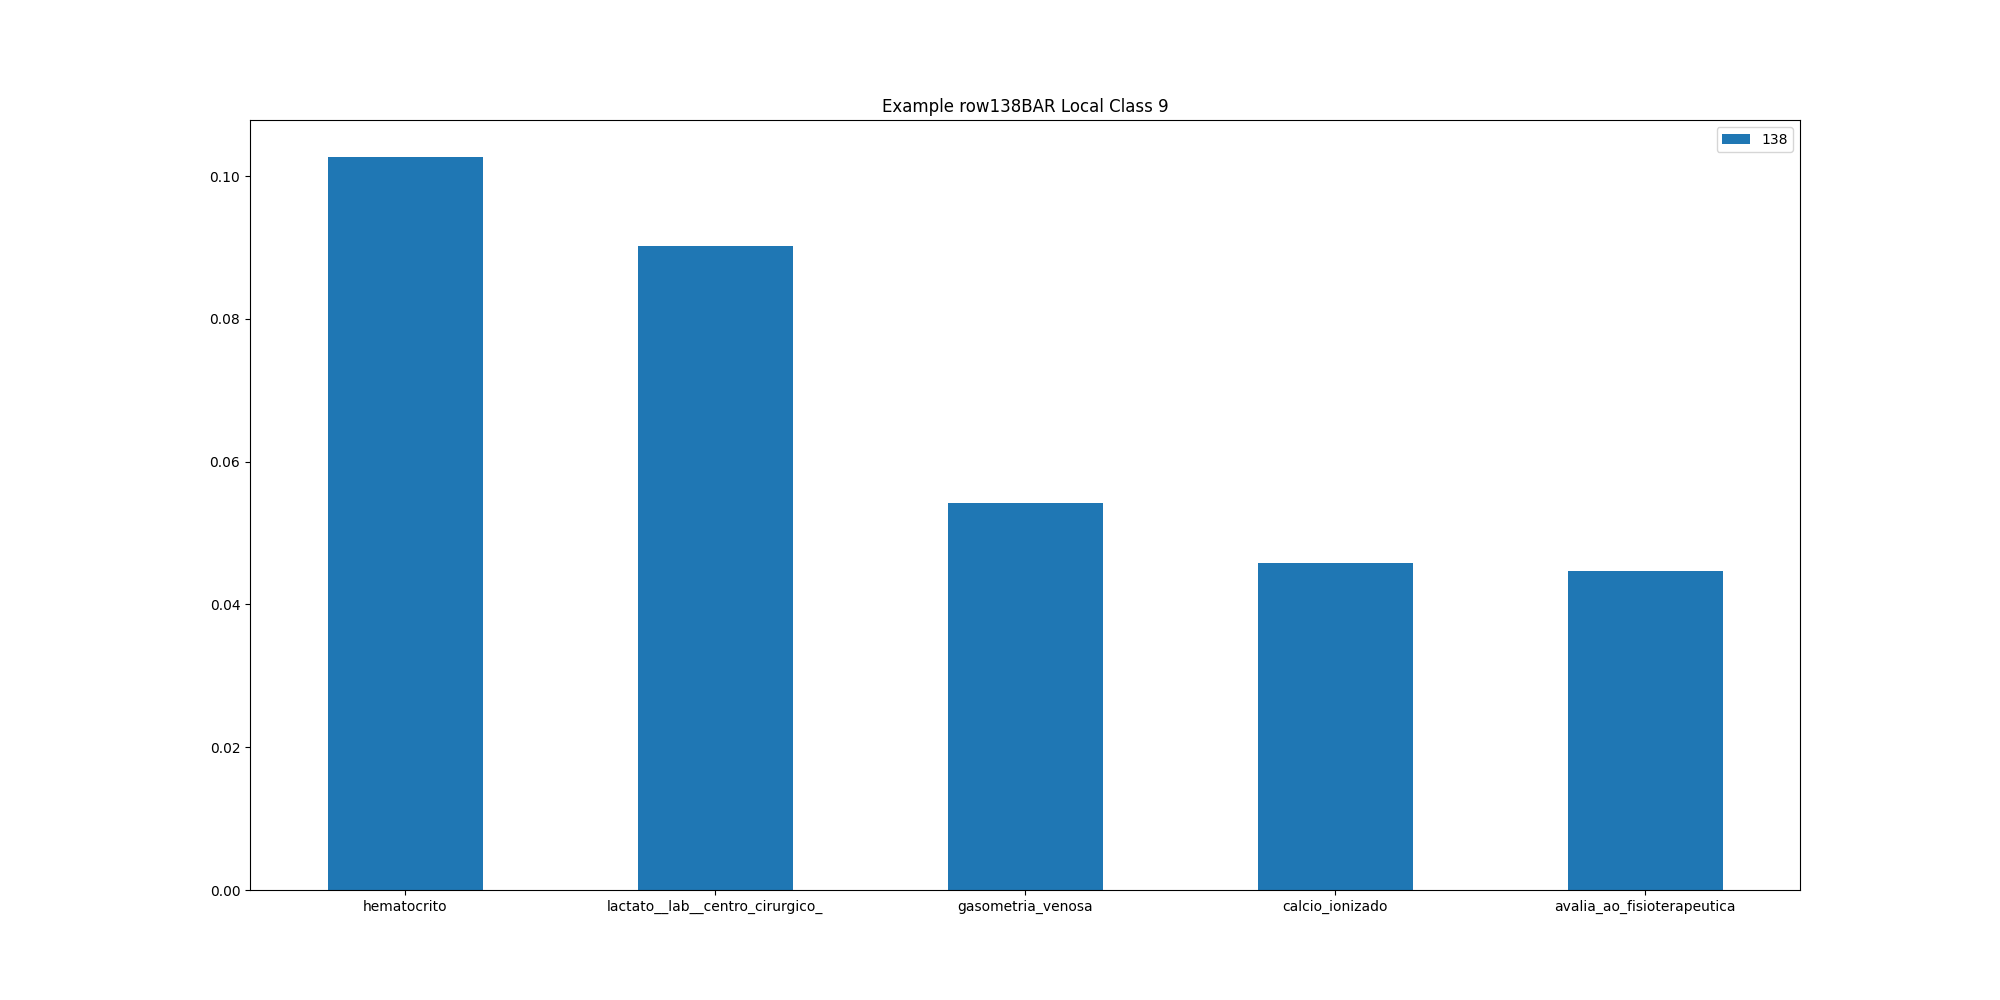 Example row138BAR Local Class 9
138
0.10
0.08
0.06
0.04
0.02
0.00
hematocrito
lactato__lab__centro_cirurgico_
gasometria_venosa
calcio_ionizado
avalia_ao_fisioterapeutica